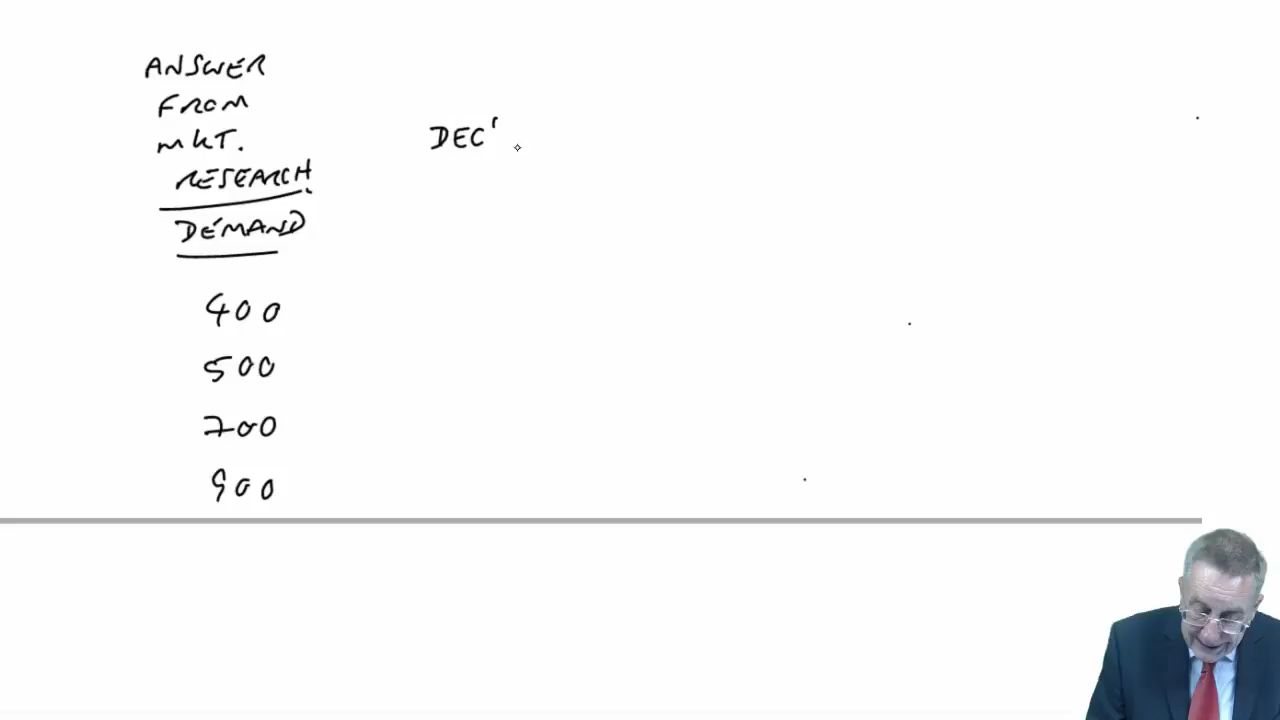 ANSWER
FROM
MKT.
RESEARCH
DEMAND
DEC'
400
500
700
900